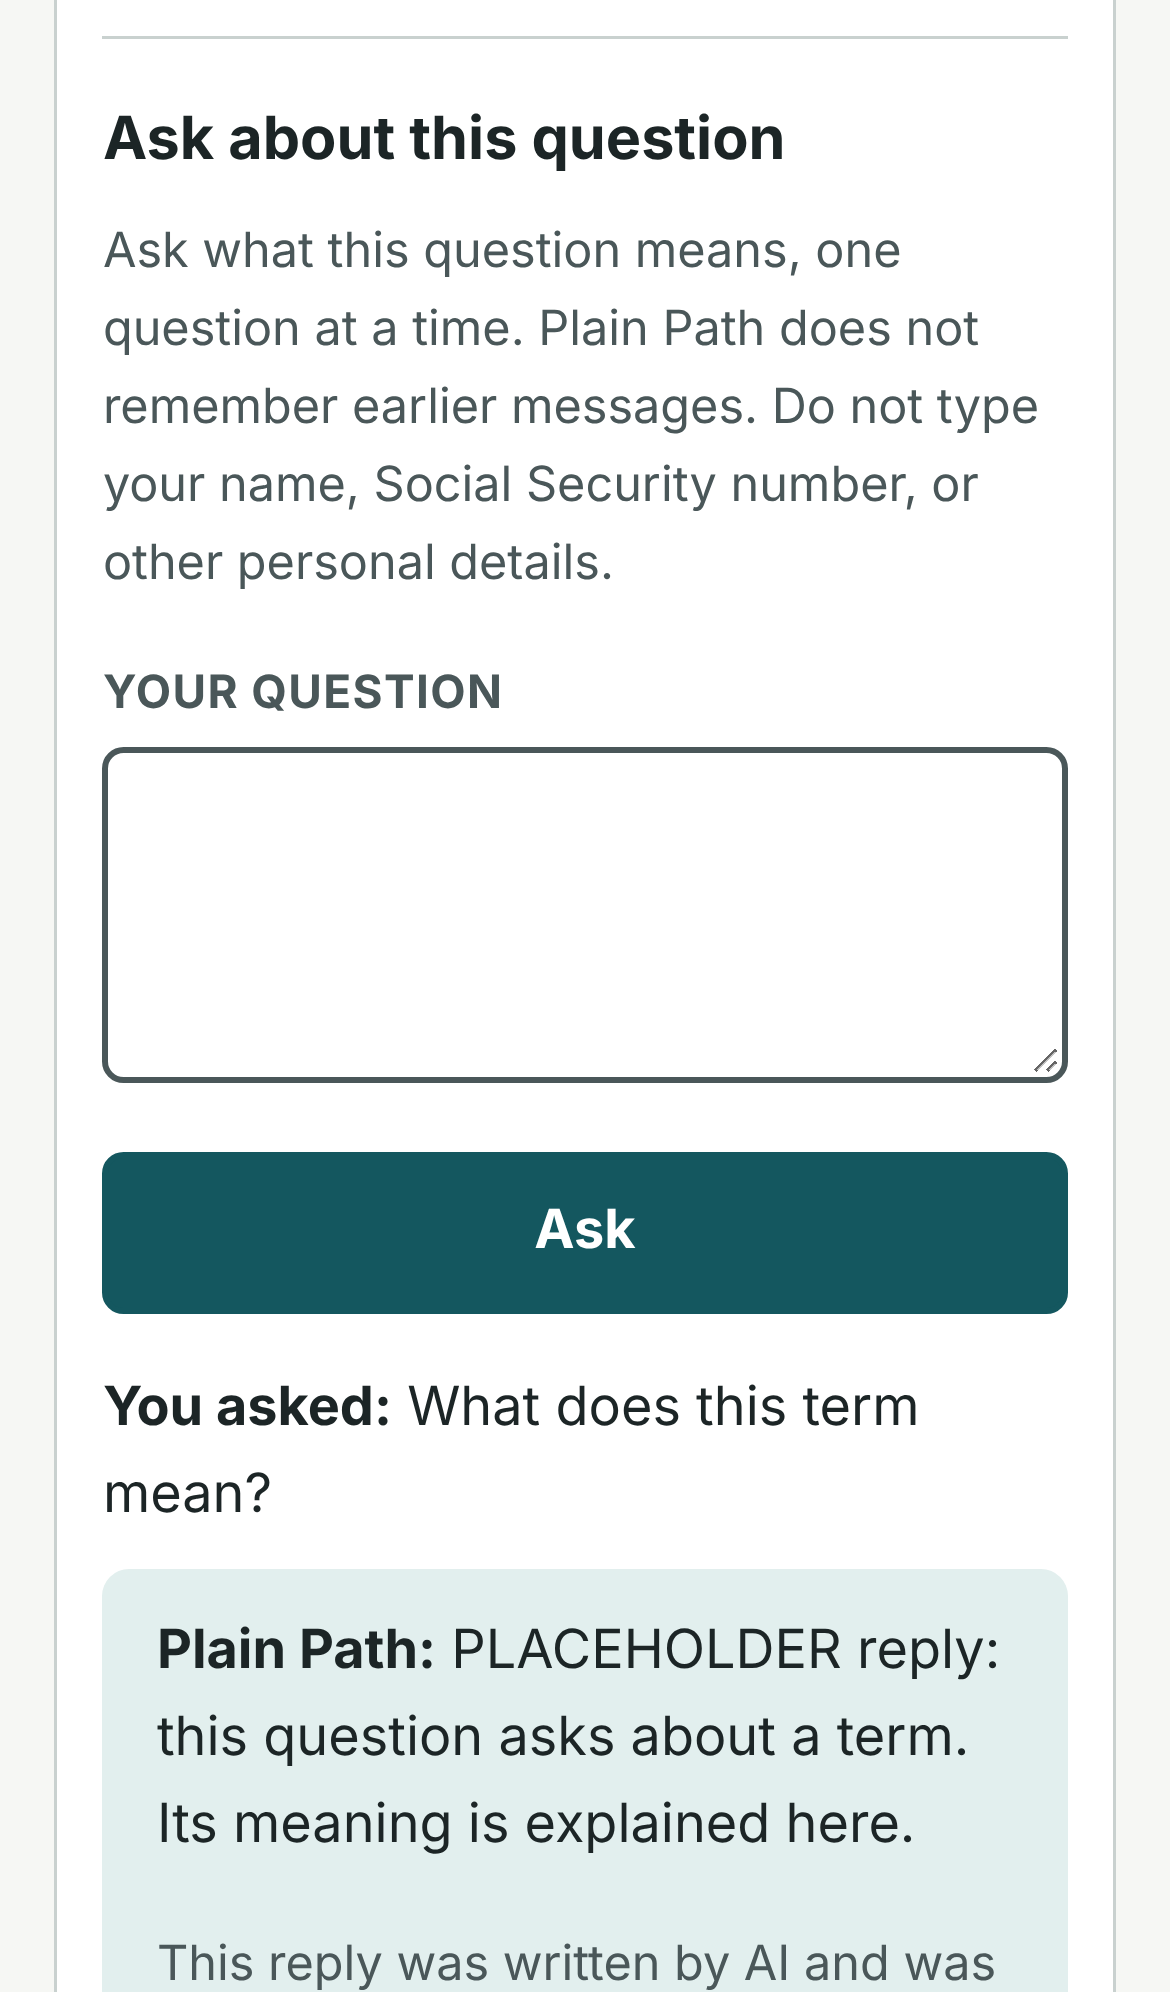 Ask about this question
Ask what this question means, one
question at a time. Plain Path does not
remember earlier messages. Do not type
your name, Social Security number, or
other personal details.
YOUR QUESTION
Ask
You asked: What does this term
mean?
Plain Path: PLACEHOLDER reply:
this question asks about a term.
Its meaning is explained here.
This reply was written by AI and was